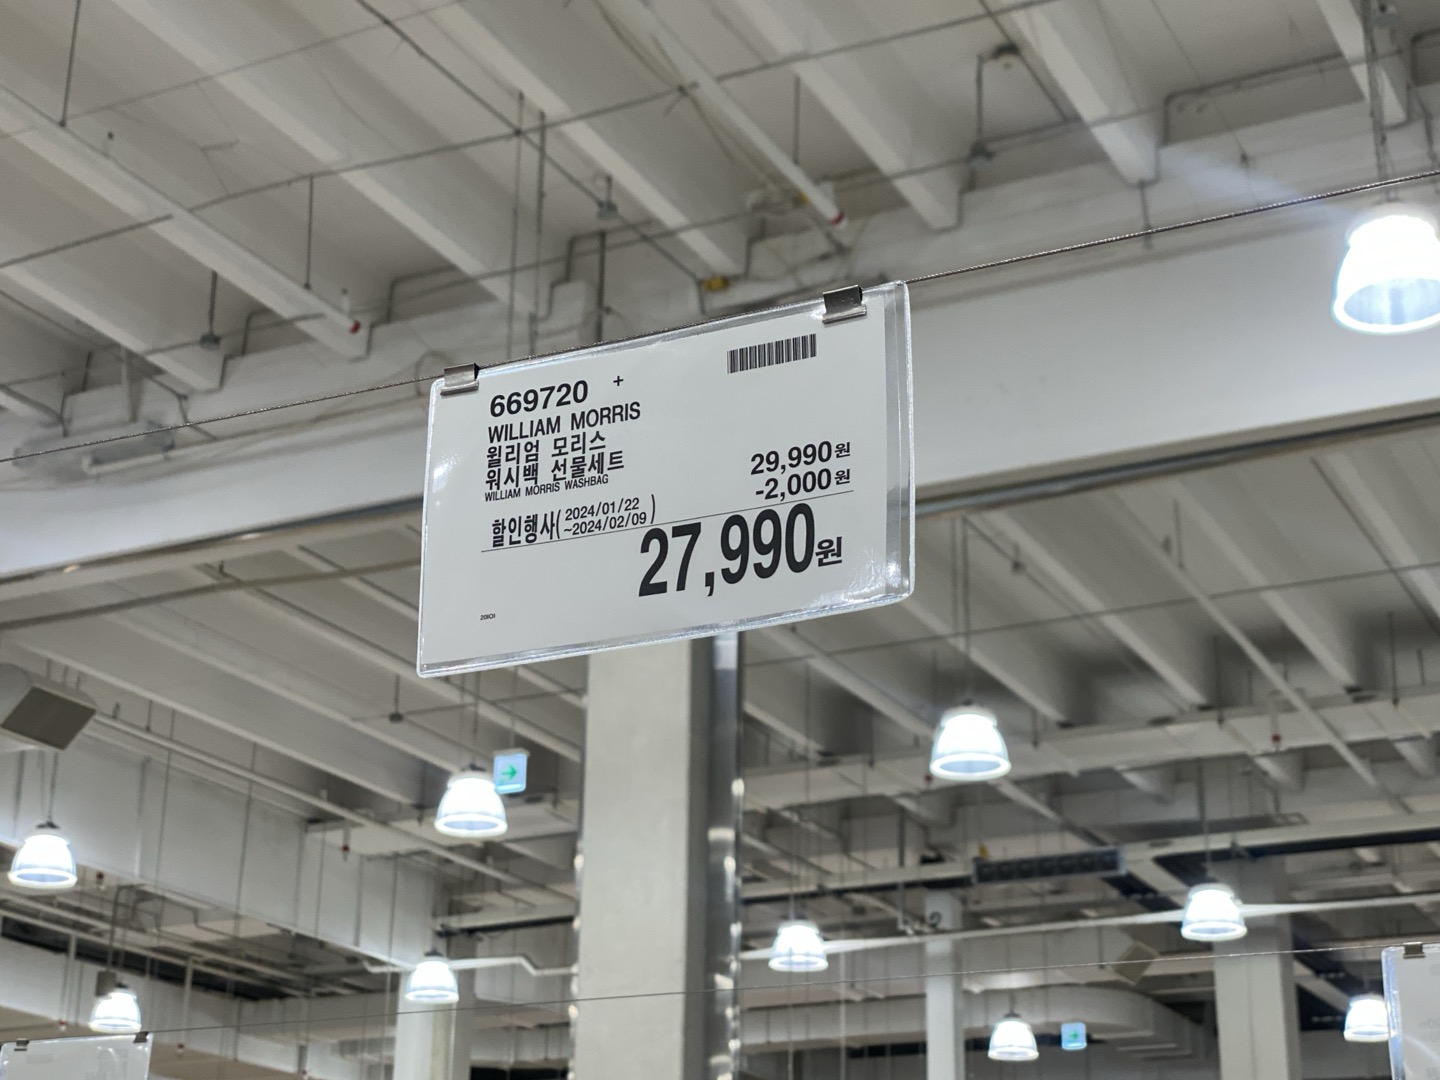 669720 +
WILLIAM MORRIS
윌리엄 모리스
워시백 선물세트
WILLIAM MORRIS WASHBAG
29,990원
-2,000원
할인행사(2024/01/22
~2024/02/09)
27,990원